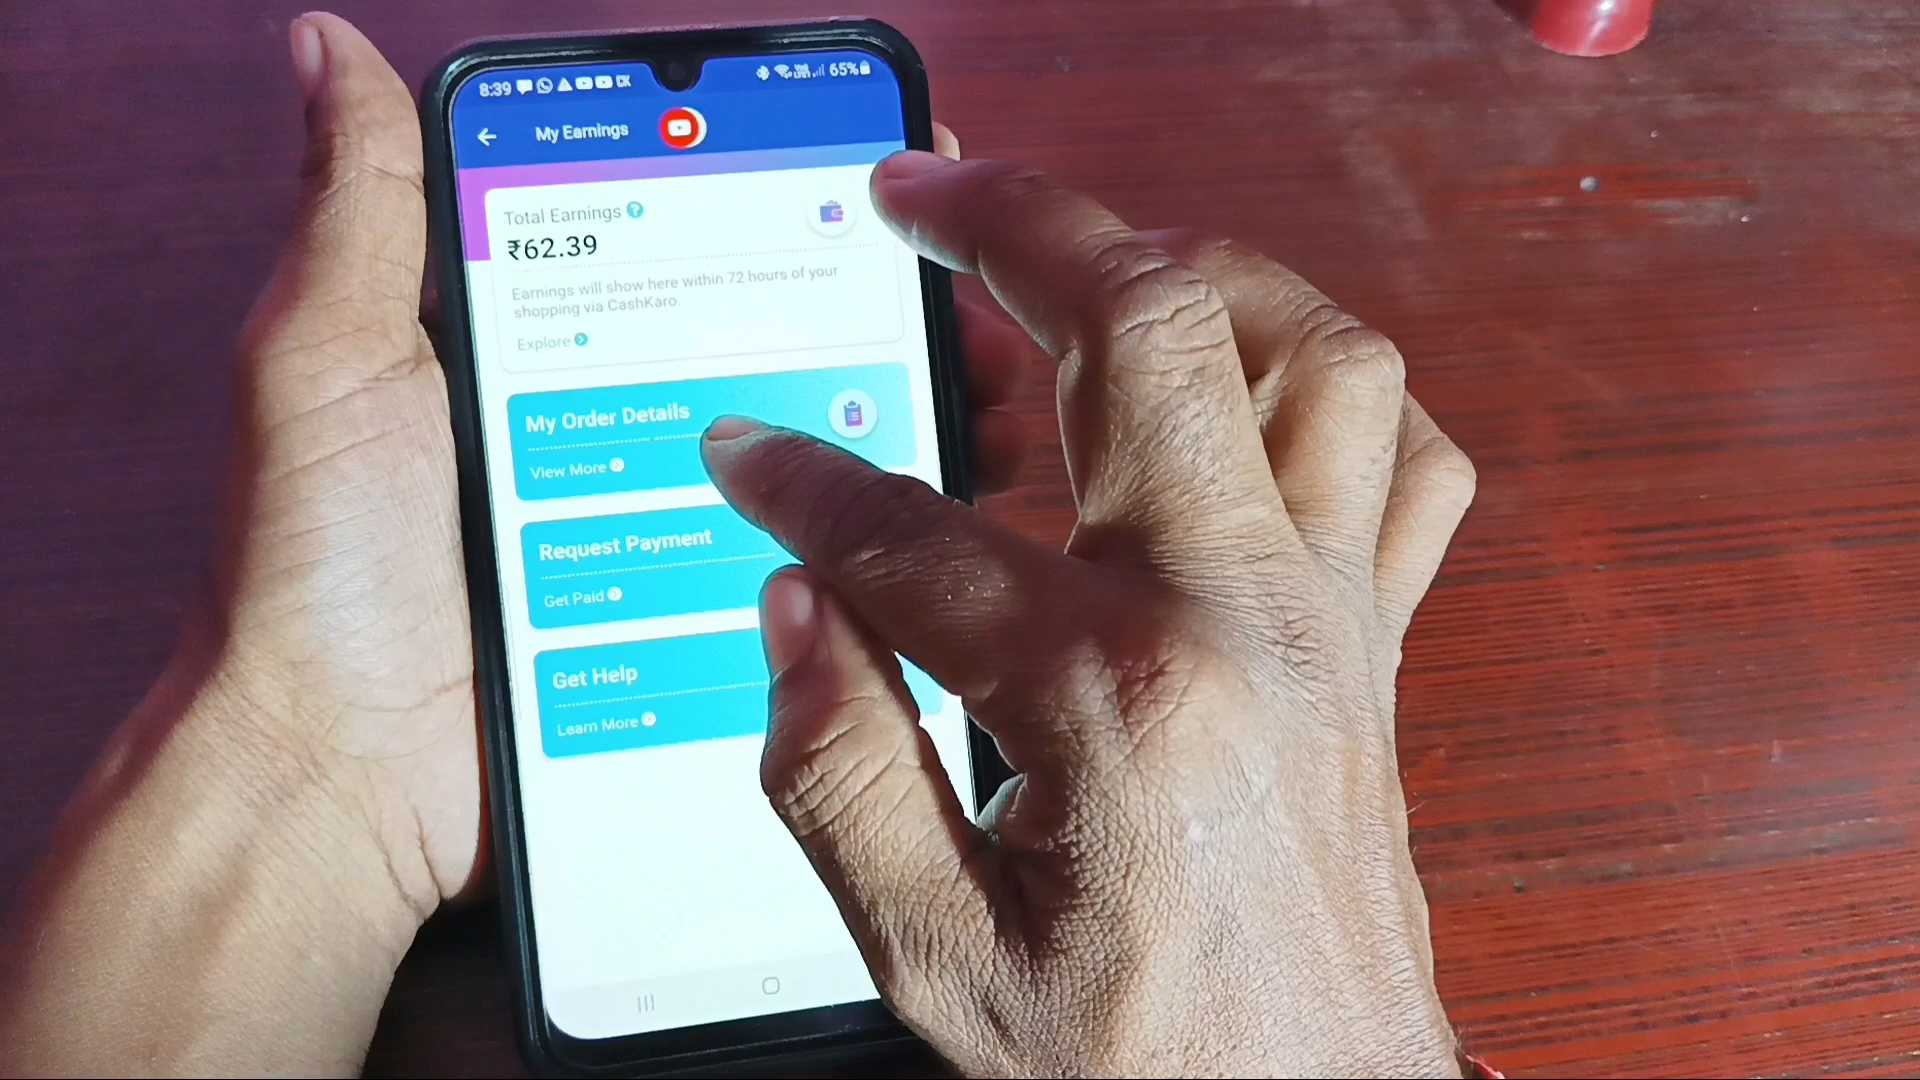 8:39
65%
My Earnings
Total Earnings ?
₹62.39
Earnings will show here within 72 hours of your
shopping via CashKaro.
Explore
My Order Details
View More
Request Payment
Get Paid
Get Help
Learn More